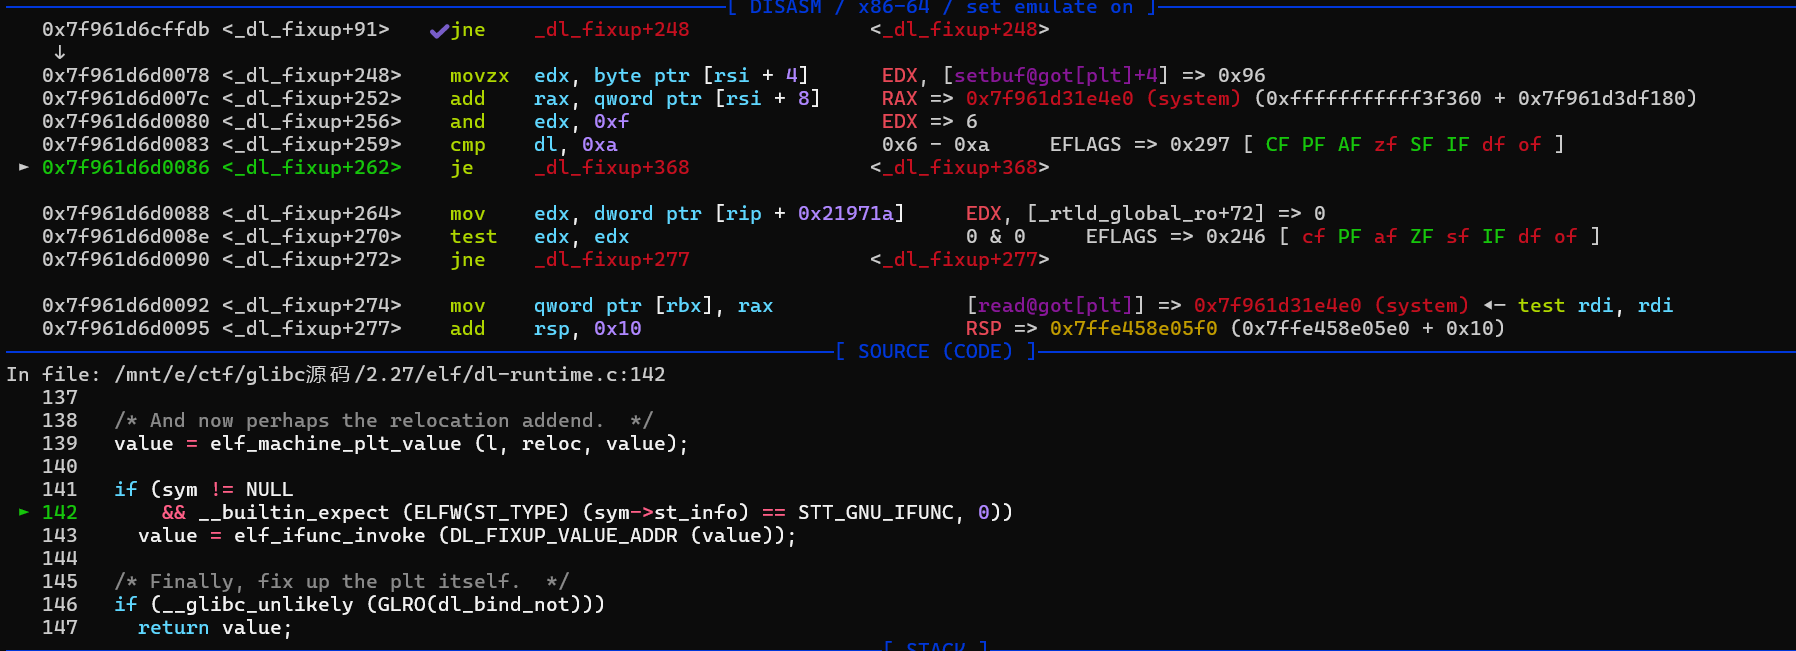 [ DISASM / x86-64 / set emulate on ]
0x7f961d6cffdb <_dl_fixup+91> ✔jne _dl_fixup+248 <_dl_fixup+248>
↓
0x7f961d6d0078 <_dl_fixup+248> movzx edx, byte ptr [rsi + 4] EDX, [setbuf@got[plt]+4] => 0x96
0x7f961d6d007c <_dl_fixup+252> add rax, qword ptr [rsi + 8] RAX => 0x7f961d31e4e0 (system) (0xfffffffffff3f360 + 0x7f961d3df180)
0x7f961d6d0080 <_dl_fixup+256> and edx, 0xf EDX => 6
0x7f961d6d0083 <_dl_fixup+259> cmp dl, 0xa 0x6 - 0xa EFLAGS => 0x297 [ CF PF AF zf SF IF df of ]
► 0x7f961d6d0086 <_dl_fixup+262> je _dl_fixup+368 <_dl_fixup+368>
0x7f961d6d0088 <_dl_fixup+264> mov edx, dword ptr [rip + 0x21971a] EDX, [_rtld_global_ro+72] => 0
0x7f961d6d008e <_dl_fixup+270> test edx, edx 0 & 0 EFLAGS => 0x246 [ cf PF af ZF sf IF df of ]
0x7f961d6d0090 <_dl_fixup+272> jne _dl_fixup+277 <_dl_fixup+277>
0x7f961d6d0092 <_dl_fixup+274> mov qword ptr [rbx], rax [read@got[plt]] => 0x7f961d31e4e0 (system) ◂— test rdi, rdi
0x7f961d6d0095 <_dl_fixup+277> add rsp, 0x10 RSP => 0x7ffe458e05f0 (0x7ffe458e05e0 + 0x10)
[ SOURCE (CODE) ]
In file: /mnt/e/ctf/glibc源码/2.27/elf/dl-runtime.c:142
137
138 /* And now perhaps the relocation addend. */
139 value = elf_machine_plt_value (l, reloc, value);
140
141 if (sym != NULL
► 142 && __builtin_expect (ELFW(ST_TYPE) (sym->st_info) == STT_GNU_IFUNC, 0))
143 value = elf_ifunc_invoke (DL_FIXUP_VALUE_ADDR (value));
144
145 /* Finally, fix up the plt itself. */
146 if (__glibc_unlikely (GLRO(dl_bind_not)))
147 return value;
[ STACK ]